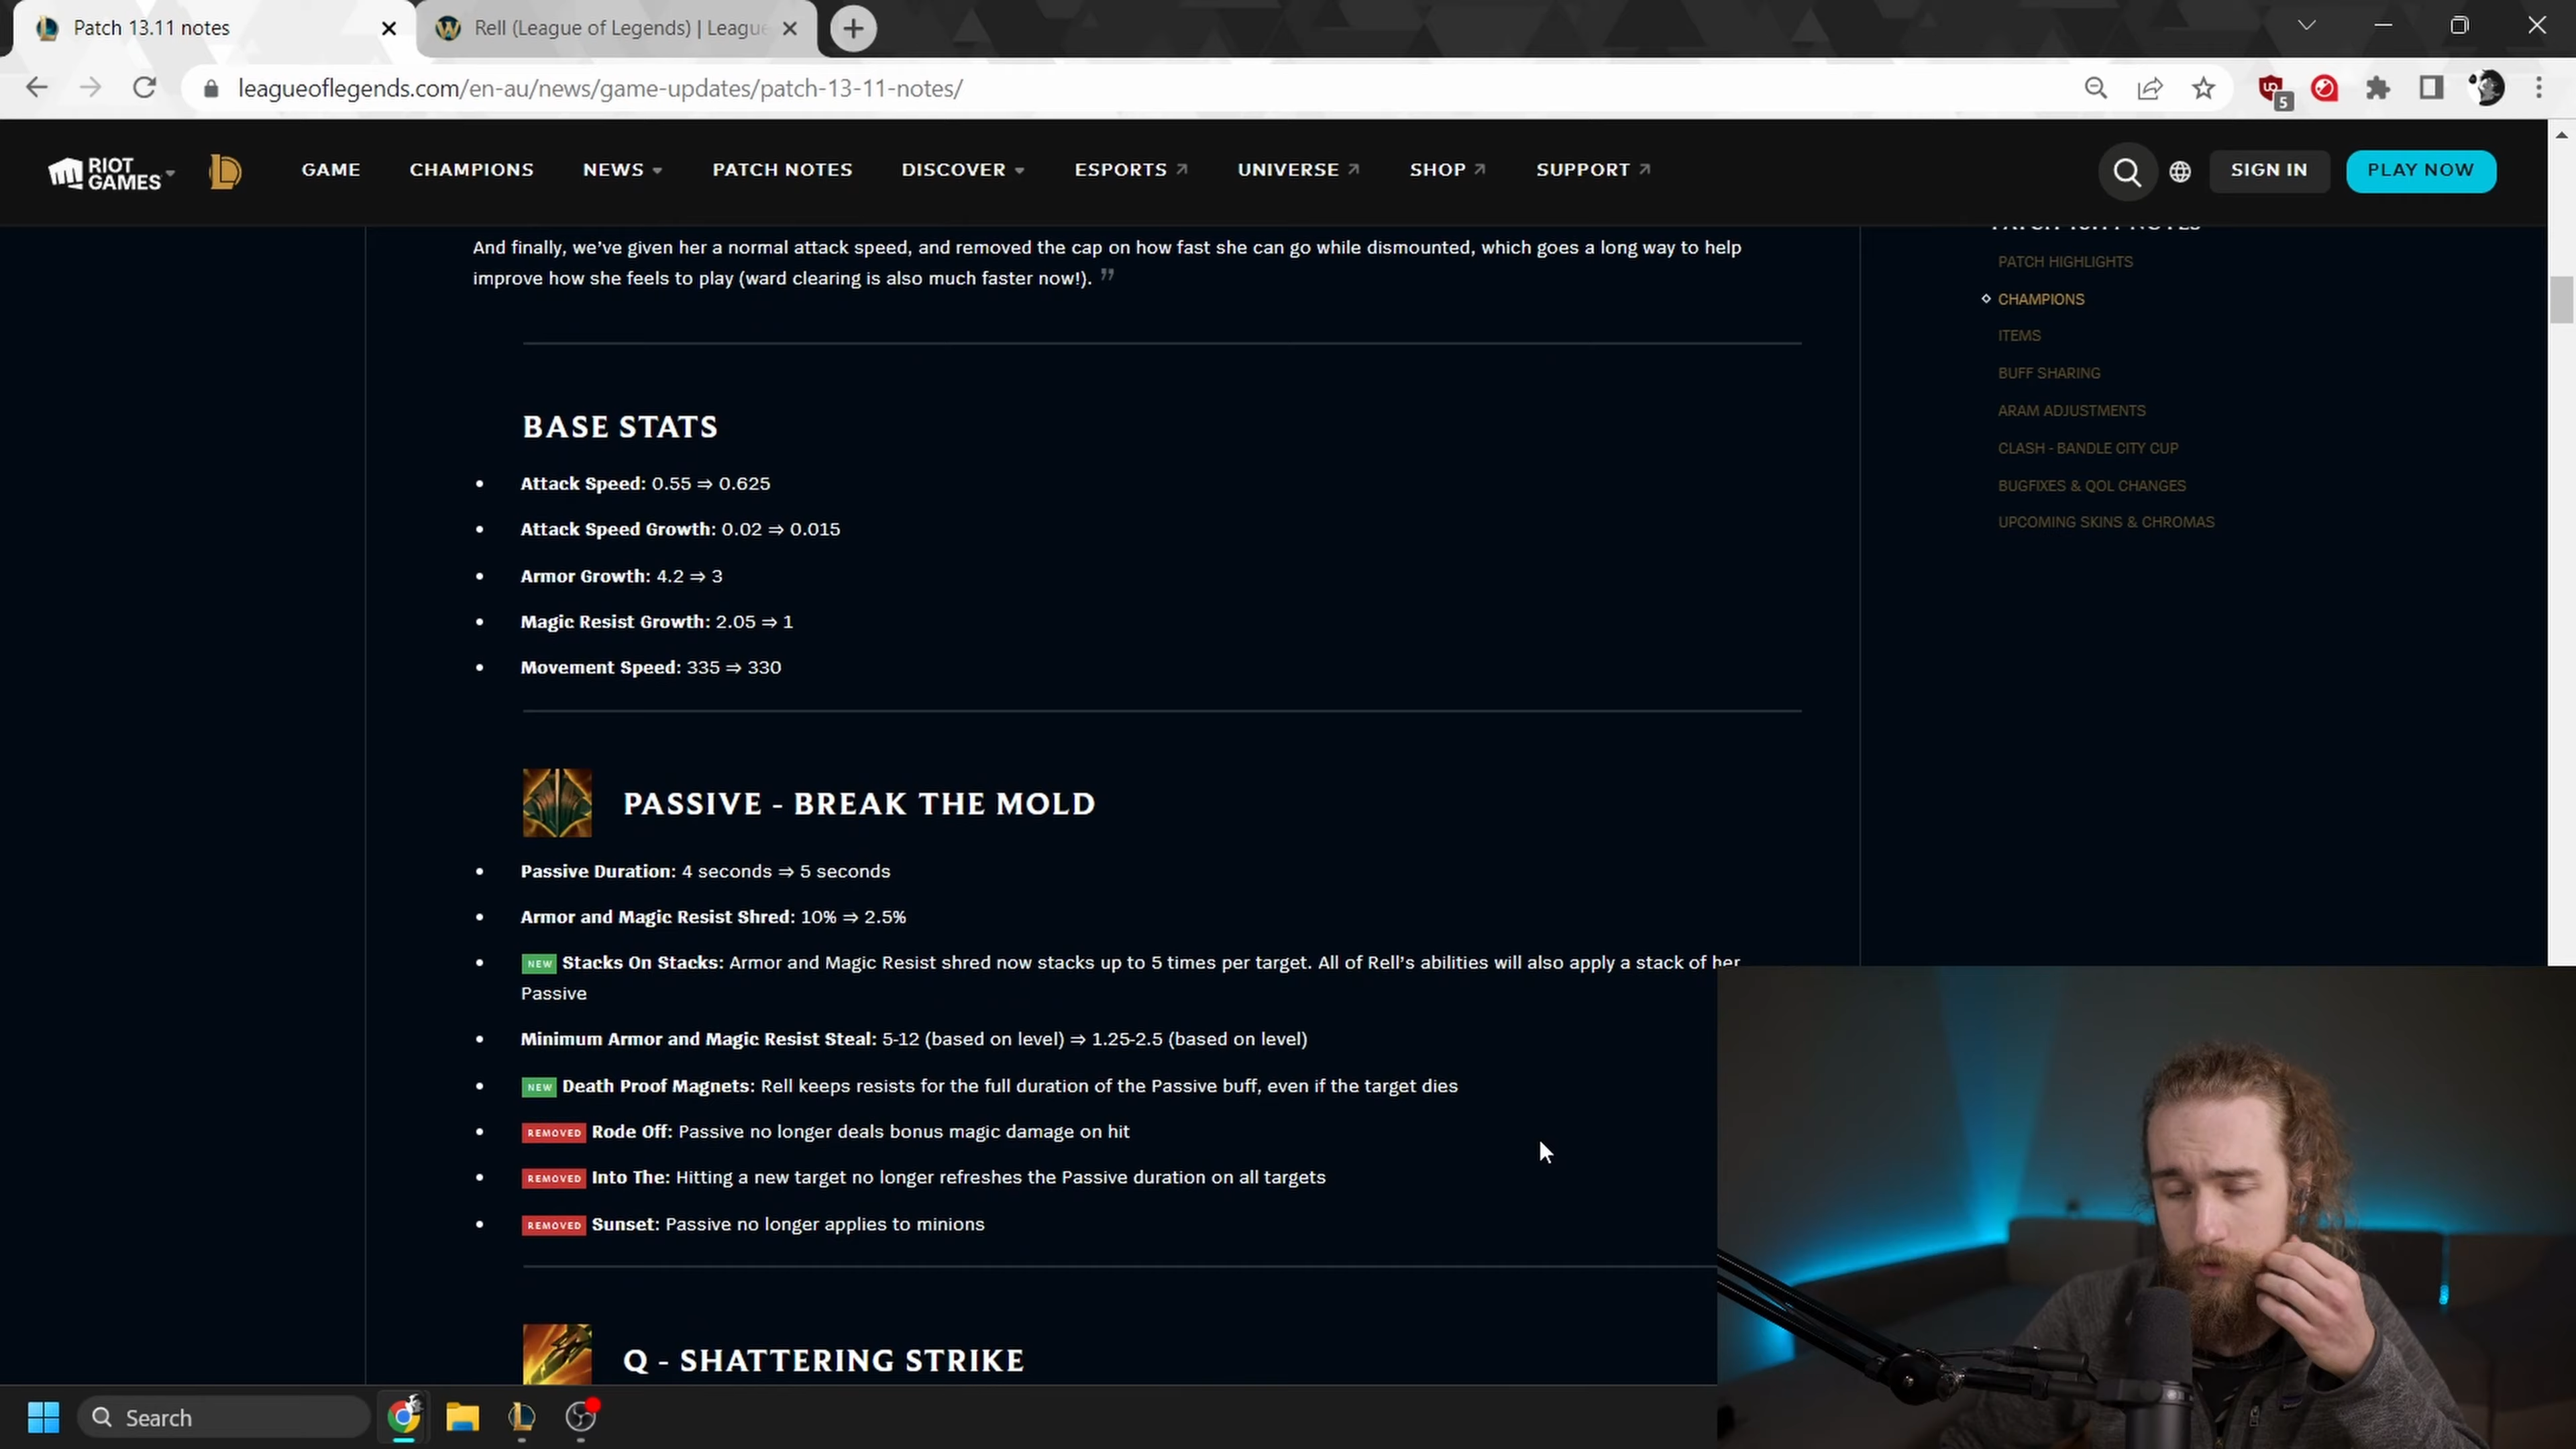 Patch 13.11 notes
Rell (League of Legends) | League
leagueoflegends.com/en-au/news/game-updates/patch-13-11-notes/
5
RIOT GAMES
GAME
CHAMPIONS
NEWS
PATCH NOTES
DISCOVER
ESPORTS
UNIVERSE
SHOP
SUPPORT
SIGN IN
PLAY NOW
And finally, we've given her a normal attack speed, and removed the cap on how fast she can go while dismounted, which goes a long way to help
improve how she feels to play (ward clearing is also much faster now!). ”
BASE STATS
• Attack Speed: 0.55 ⇒ 0.625
• Attack Speed Growth: 0.02 ⇒ 0.015
• Armor Growth: 4.2 ⇒ 3
• Magic Resist Growth: 2.05 ⇒ 1
• Movement Speed: 335 ⇒ 330
PASSIVE - BREAK THE MOLD
• Passive Duration: 4 seconds ⇒ 5 seconds
• Armor and Magic Resist Shred: 10% ⇒ 2.5%
• NEW Stacks On Stacks: Armor and Magic Resist shred now stacks up to 5 times per target. All of Rell's abilities will also apply a stack of her
Passive
• Minimum Armor and Magic Resist Steal: 5-12 (based on level) ⇒ 1.25-2.5 (based on level)
• NEW Death Proof Magnets: Rell keeps resists for the full duration of the Passive buff, even if the target dies
• REMOVED Rode Off: Passive no longer deals bonus magic damage on hit
• REMOVED Into The: Hitting a new target no longer refreshes the Passive duration on all targets
• REMOVED Sunset: Passive no longer applies to minions
Q - SHATTERING STRIKE
PATCH 13.11 NOTES
PATCH HIGHLIGHTS
CHAMPIONS
ITEMS
BUFF SHARING
ARAM ADJUSTMENTS
CLASH - BANDLE CITY CUP
BUGFIXES & QOL CHANGES
UPCOMING SKINS & CHROMAS
Search